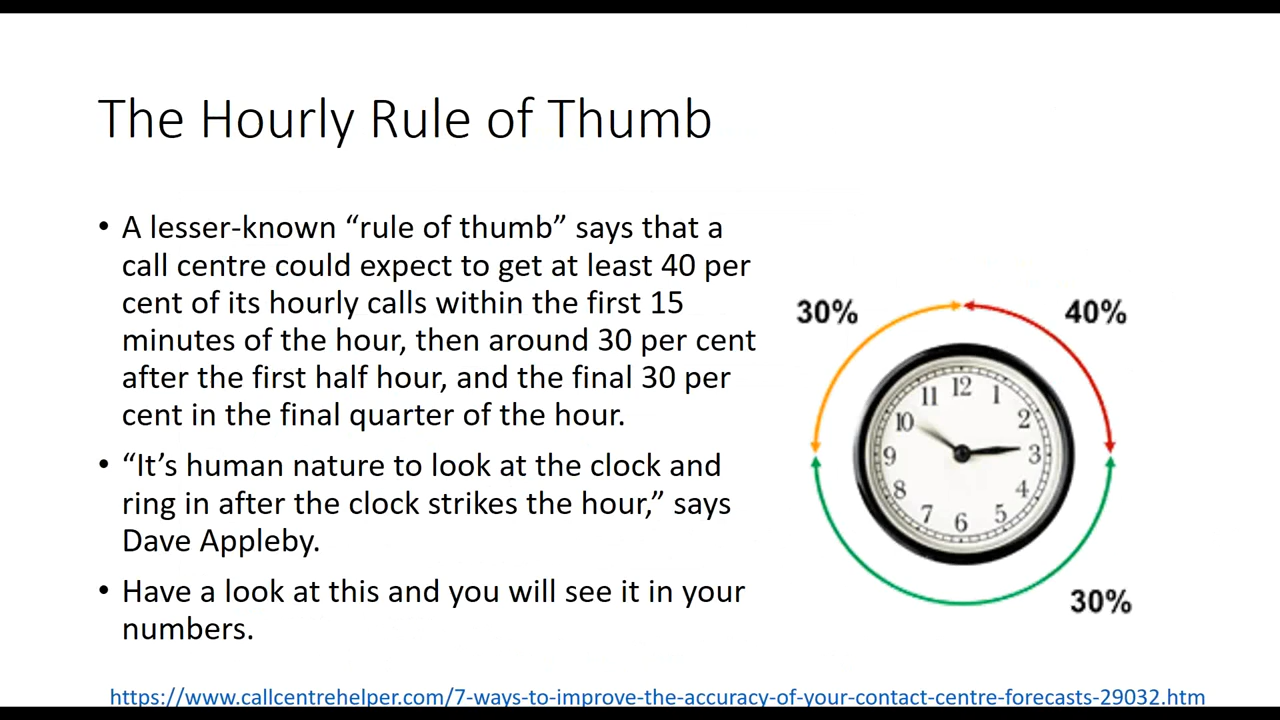 The Hourly Rule of Thumb
• A lesser-known “rule of thumb” says that a
call centre could expect to get at least 40 per
cent of its hourly calls within the first 15
minutes of the hour, then around 30 per cent
after the first half hour, and the final 30 per
cent in the final quarter of the hour.
• “It’s human nature to look at the clock and
ring in after the clock strikes the hour,” says
Dave Appleby.
• Have a look at this and you will see it in your
numbers.
30%
40%
12
11
1
10
2
9
3
8
4
7
5
6
30%
https://www.callcentrehelper.com/7-ways-to-improve-the-accuracy-of-your-contact-centre-forecasts-29032.htm